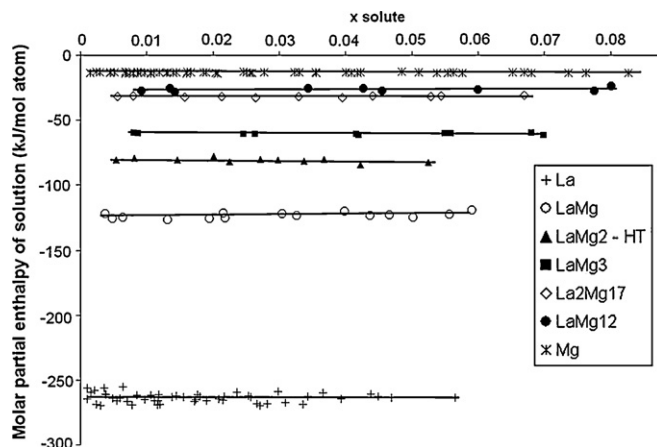 x solute
0 0.01 0.02 0.03 0.04 0.05 0.06 0.07 0.08
0
-50
-100
-150
-200
-250
-300
Molar partial enthalpy of solution (kJ/mol atom)
La
LaMg
LaMg2 - HT
LaMg3
La2Mg17
LaMg12
Mg